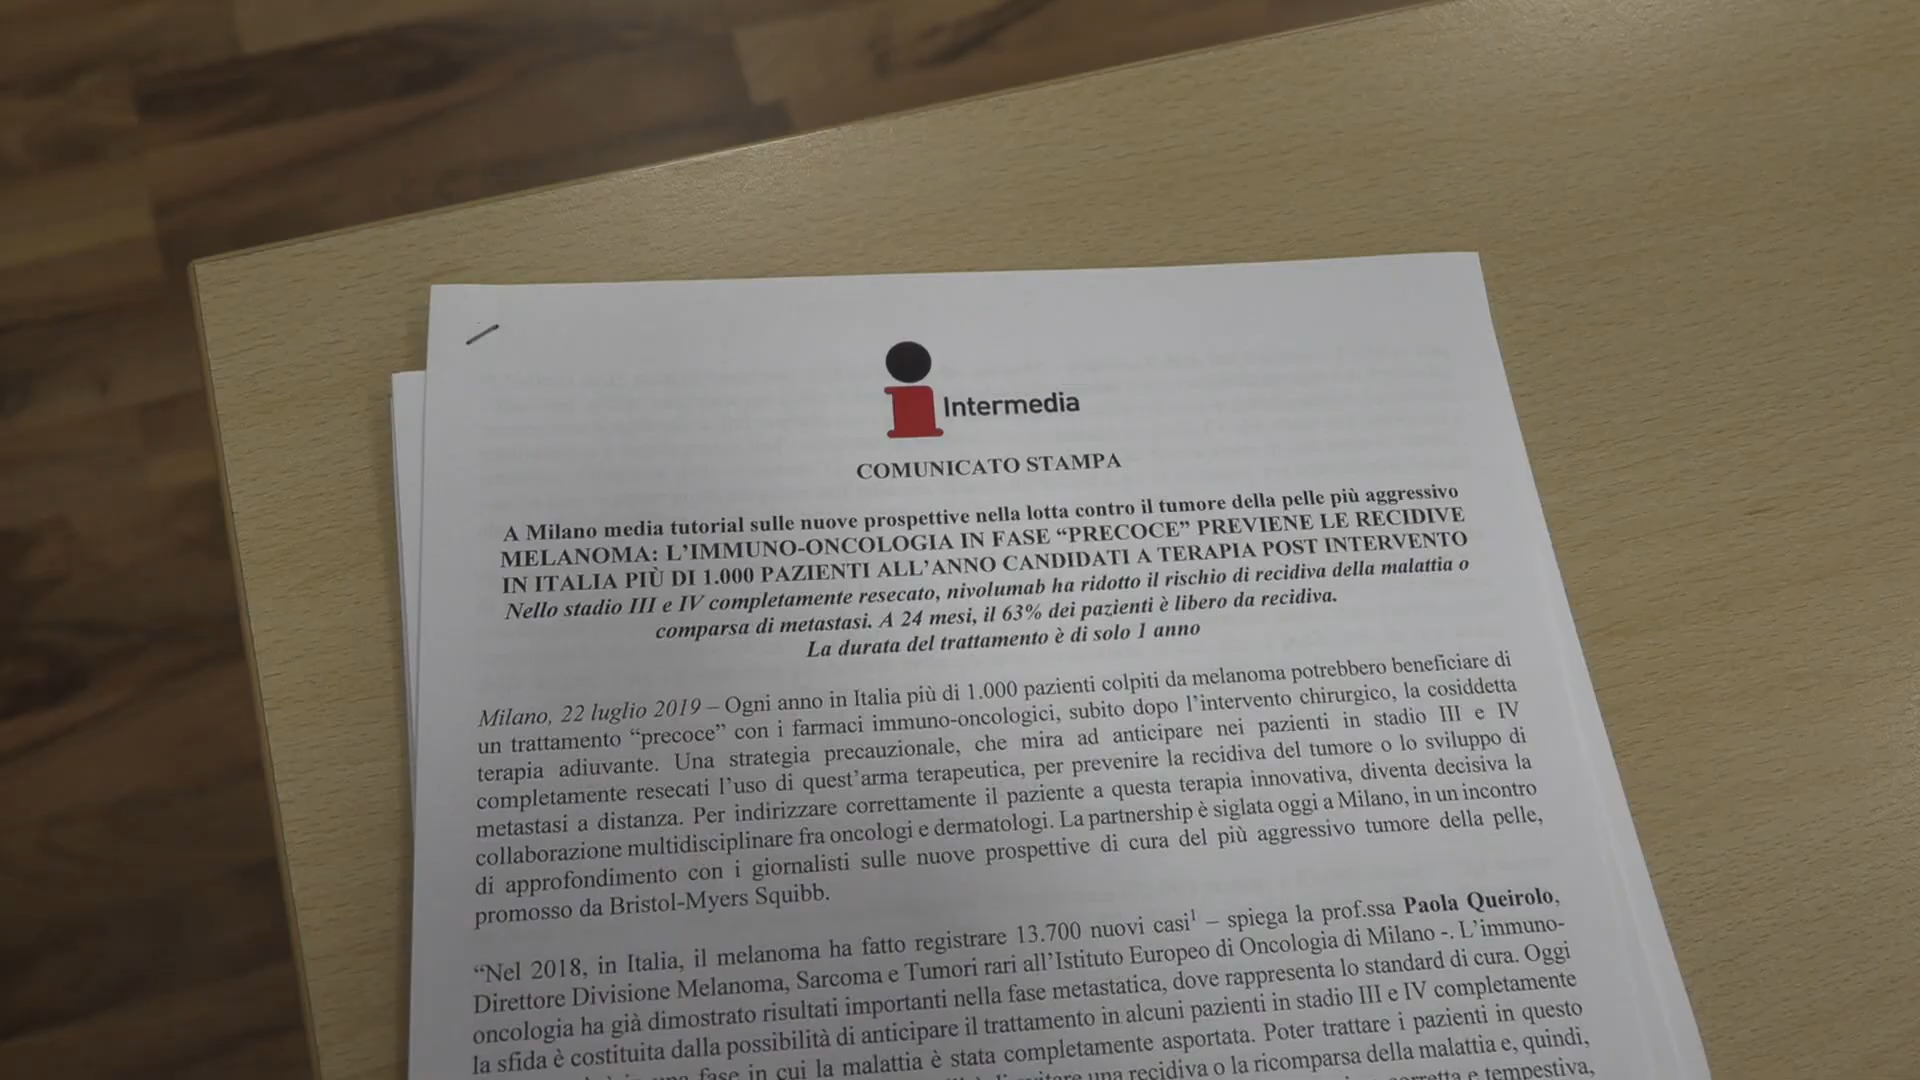 Intermedia
COMUNICATO STAMPA
A Milano media tutorial sulle nuove prospettive nella lotta contro il tumore della pelle più aggressivo
MELANOMA: L’IMMUNO-ONCOLOGIA IN FASE “PRECOCE” PREVIENE LE RECIDIVE
IN ITALIA PIÙ DI 1.000 PAZIENTI ALL’ANNO CANDIDATI A TERAPIA POST INTERVENTO
Nello stadio III e IV completamente resecato, nivolumab ha ridotto il rischio di recidiva della malattia o
comparsa di metastasi. A 24 mesi, il 63% dei pazienti è libero da recidiva.
La durata del trattamento è di solo 1 anno
Milano, 22 luglio 2019 – Ogni anno in Italia più di 1.000 pazienti colpiti da melanoma potrebbero beneficiare di
un trattamento “precoce” con i farmaci immuno-oncologici, subito dopo l’intervento chirurgico, la cosiddetta
terapia adiuvante. Una strategia precauzionale, che mira ad anticipare nei pazienti in stadio III e IV
completamente resecati l’uso di quest’arma terapeutica, per prevenire la recidiva del tumore o lo sviluppo di
metastasi a distanza. Per indirizzare correttamente il paziente a questa terapia innovativa, diventa decisiva la
collaborazione multidisciplinare fra oncologi e dermatologi. La partnership è siglata oggi a Milano, in un incontro
di approfondimento con i giornalisti sulle nuove prospettive di cura del più aggressivo tumore della pelle,
promosso da Bristol-Myers Squibb.
“Nel 2018, in Italia, il melanoma ha fatto registrare 13.700 nuovi casi¹ – spiega la prof.ssa Paola Queirolo,
Direttore Divisione Melanoma, Sarcoma e Tumori rari all’Istituto Europeo di Oncologia di Milano -. L’immuno-
oncologia ha già dimostrato risultati importanti nella fase metastatica, dove rappresenta lo standard di cura. Oggi
la sfida è costituita dalla possibilità di anticipare il trattamento in alcuni pazienti in stadio III e IV completamente
fase in cui la malattia è stata completamente asportata. Poter trattare i pazienti in questo
una recidiva o la ricomparsa della malattia e, quindi,
e tempestiva,